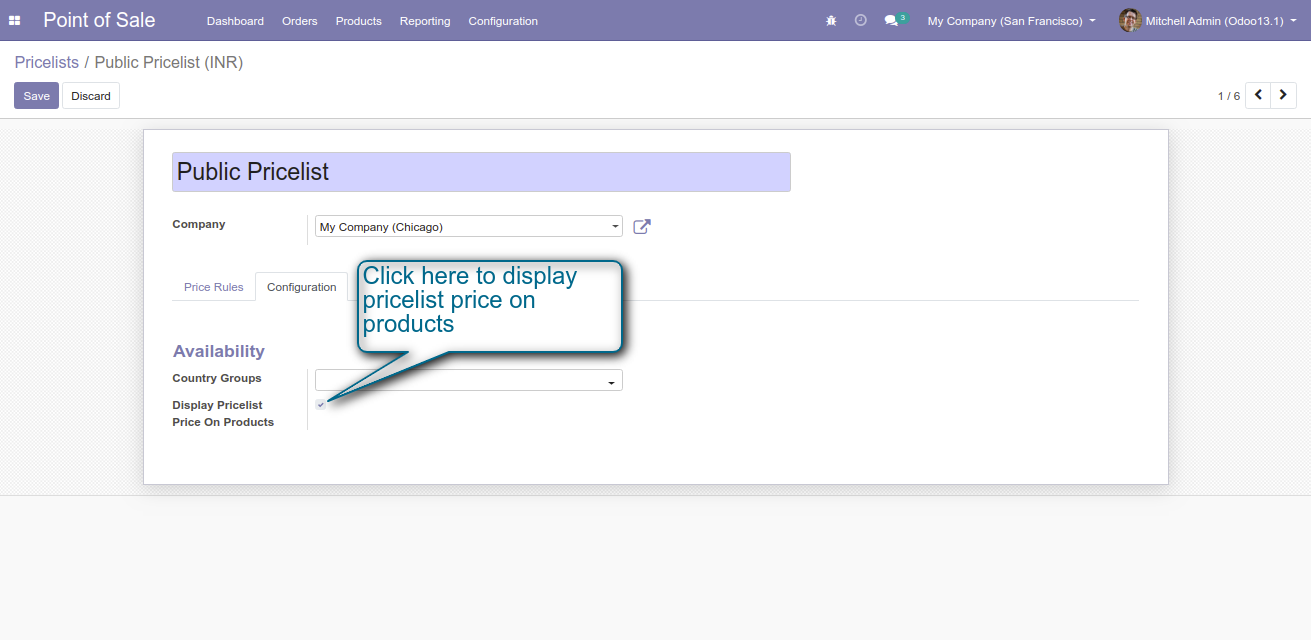 Point of Sale Dashboard Orders Products Reporting Configuration 3 My Company (San Francisco) Mitchell Admin (Odoo13.1)
Pricelists / Public Pricelist (INR)
Save Discard 1 / 6
Public Pricelist
Company My Company (Chicago)
Price Rules Configuration
Click here to display
pricelist price on
products
Availability
Country Groups
Display Pricelist
Price On Products